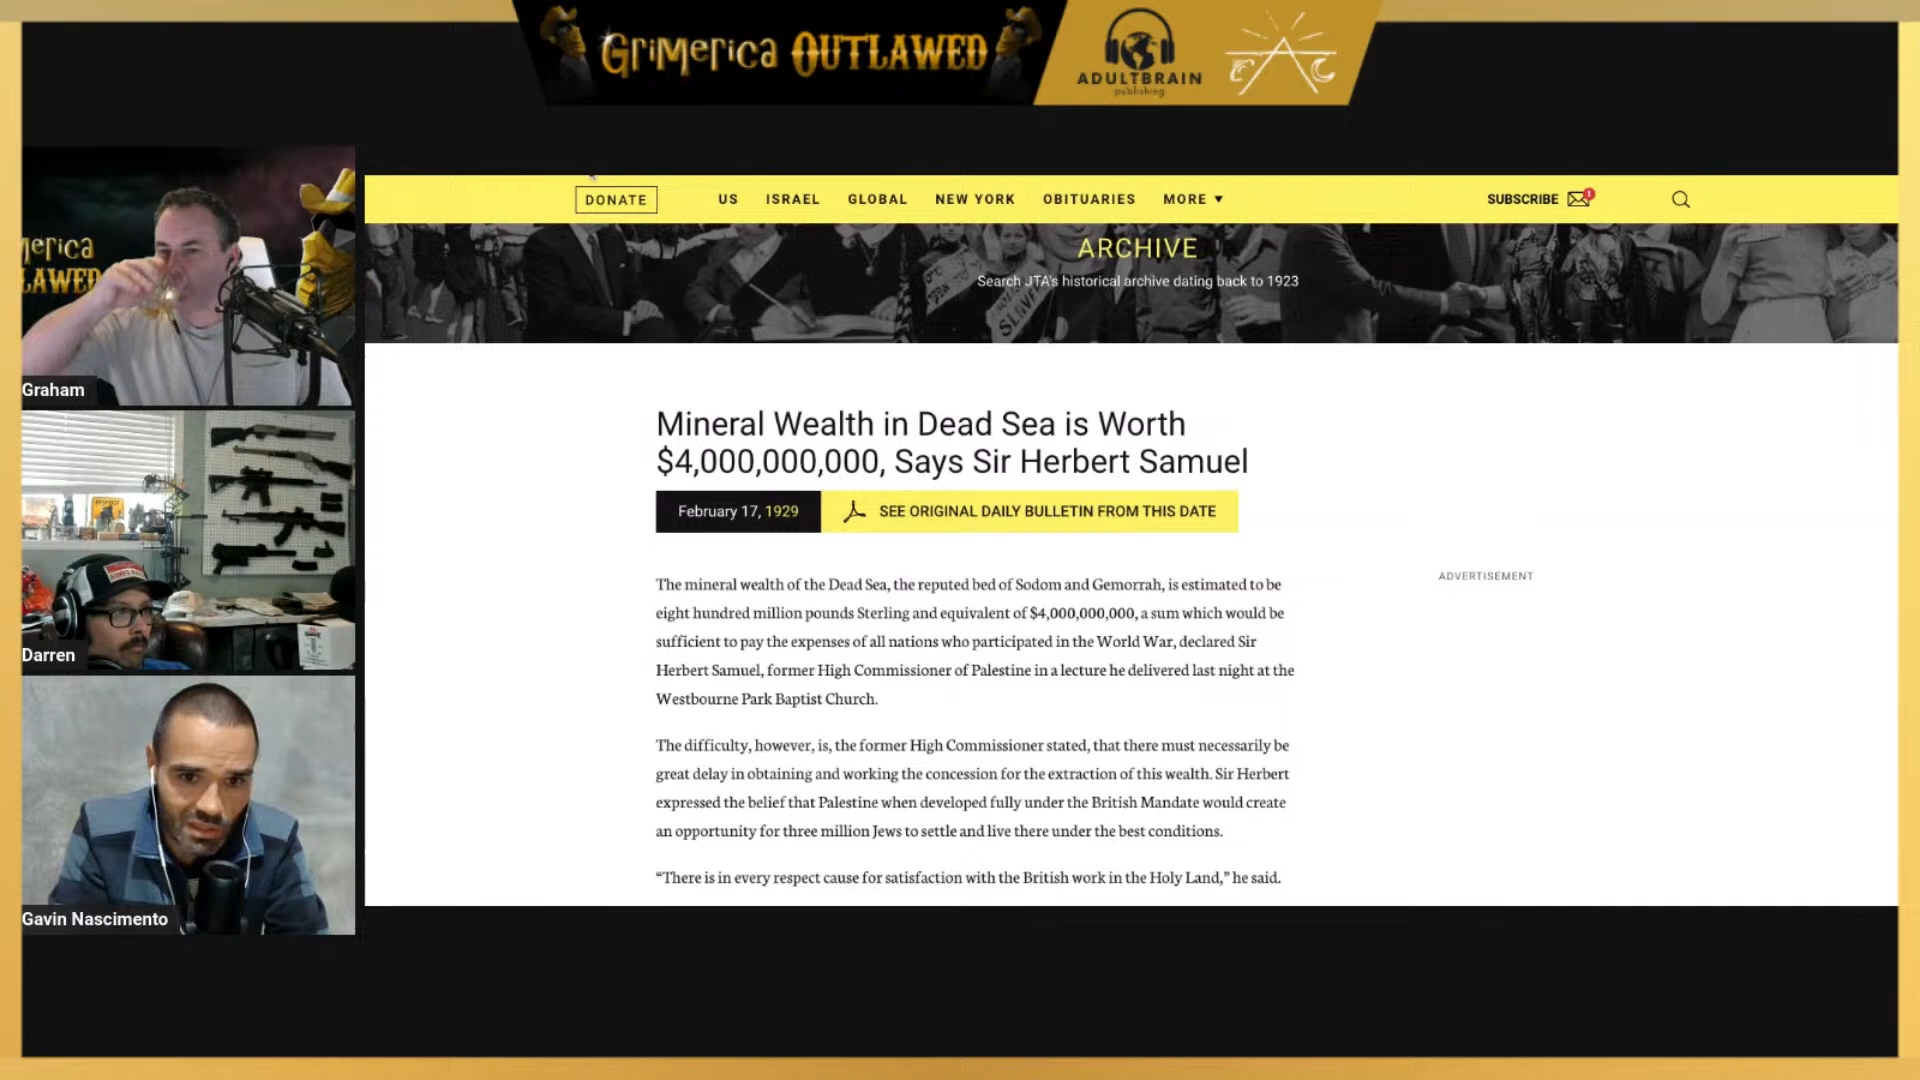 GRIMERICA OUTLAWED
ADULTBRAIN
publishing
DONATE
US
ISRAEL
GLOBAL
NEW YORK
OBITUARIES
MORE ▼
SUBSCRIBE
1
ARCHIVE
Search JTA's historical archive dating back to 1923
Mineral Wealth in Dead Sea is Worth
$4,000,000,000, Says Sir Herbert Samuel
February 17, 1929
SEE ORIGINAL DAILY BULLETIN FROM THIS DATE
The mineral wealth of the Dead Sea, the reputed bed of Sodom and Gemorrah, is estimated to be
eight hundred million pounds Sterling and equivalent of $4,000,000,000, a sum which would be
sufficient to pay the expenses of all nations who participated in the World War, declared Sir
Herbert Samuel, former High Commissioner of Palestine in a lecture he delivered last night at the
Westbourne Park Baptist Church.
The difficulty, however, is, the former High Commissioner stated, that there must necessarily be
great delay in obtaining and working the concession for the extraction of this wealth. Sir Herbert
expressed the belief that Palestine when developed fully under the British Mandate would create
an opportunity for three million Jews to settle and live there under the best conditions.
“There is in every respect cause for satisfaction with the British work in the Holy Land,” he said.
ADVERTISEMENT
merica
LAWED
Graham
Darren
Gavin Nascimento